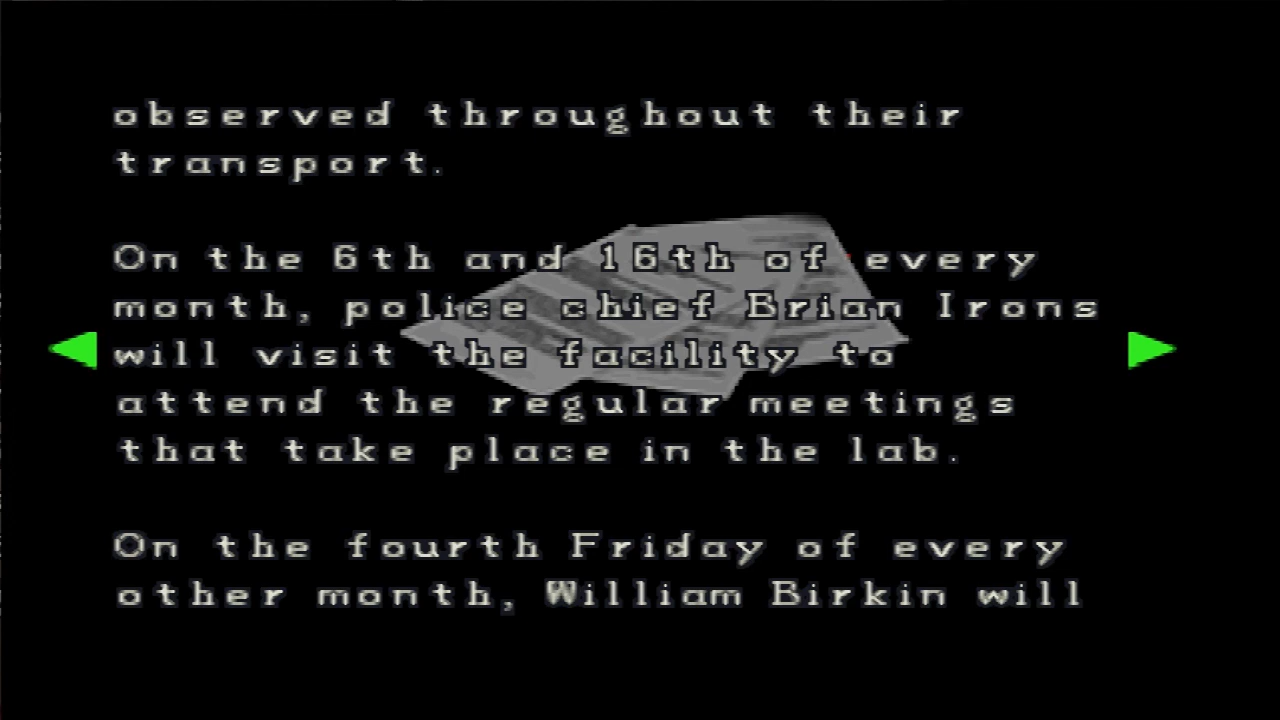 observed throughout their
transport.
On the 6th and 16th of every
month, police chief Brian Irons
will visit the facility to
attend the regular meetings
that take place in the lab.
On the fourth Friday of every
other month, William Birkin will